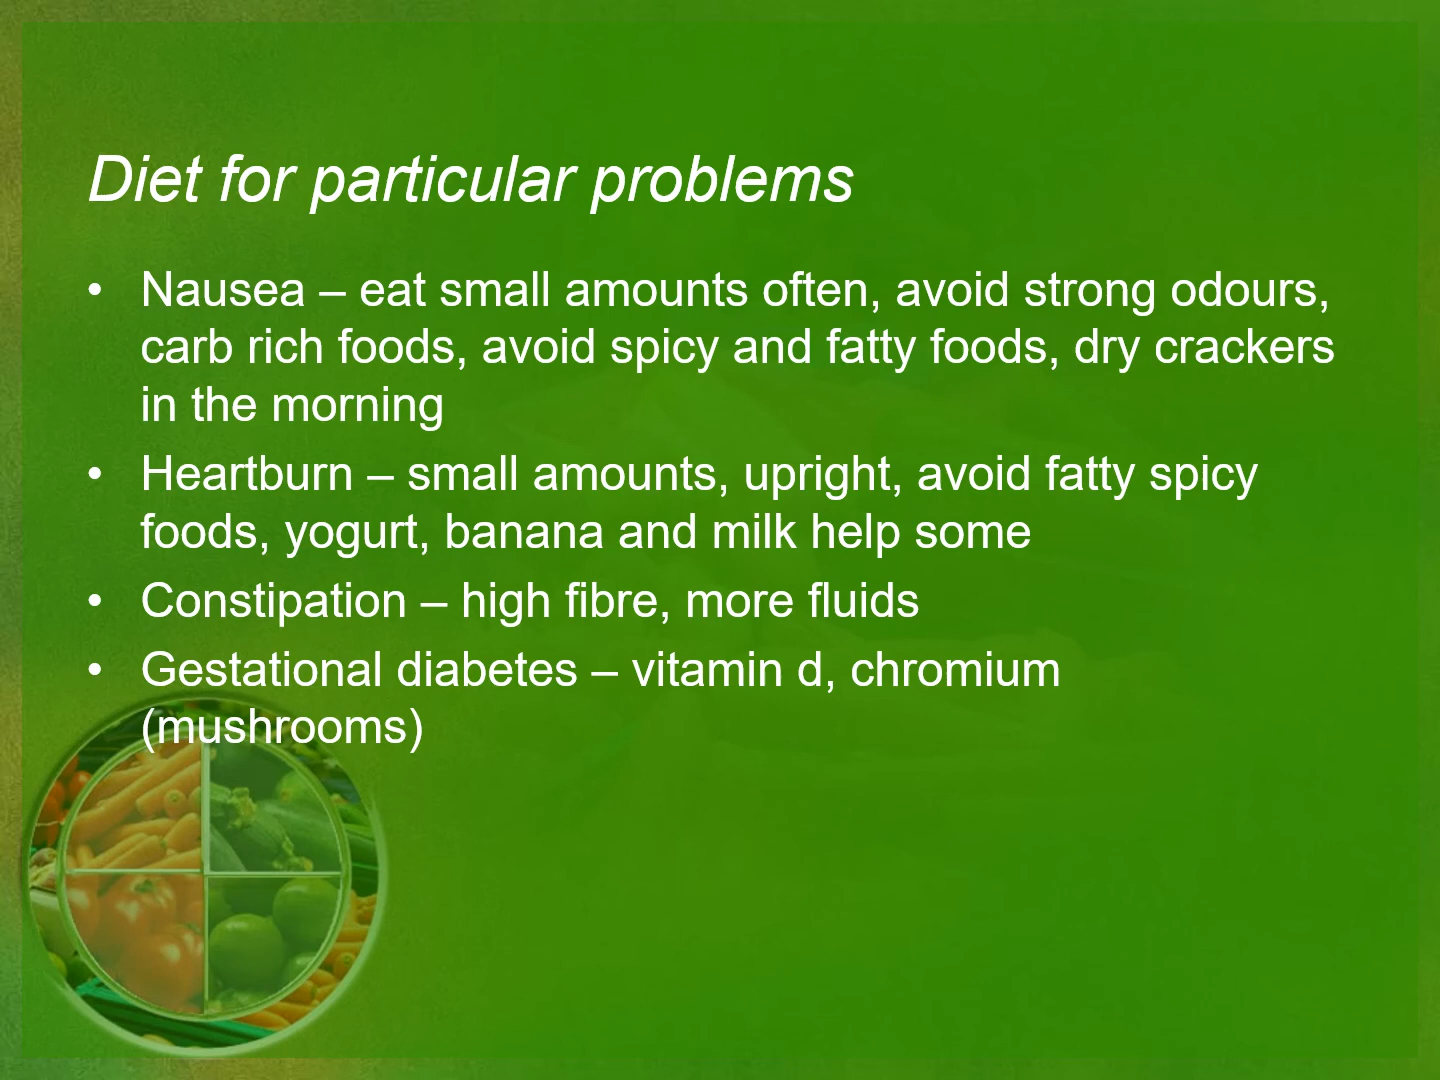 Diet for particular problems
• Nausea – eat small amounts often, avoid strong odours,
carb rich foods, avoid spicy and fatty foods, dry crackers
in the morning
• Heartburn – small amounts, upright, avoid fatty spicy
foods, yogurt, banana and milk help some
• Constipation – high fibre, more fluids
• Gestational diabetes – vitamin d, chromium
(mushrooms)